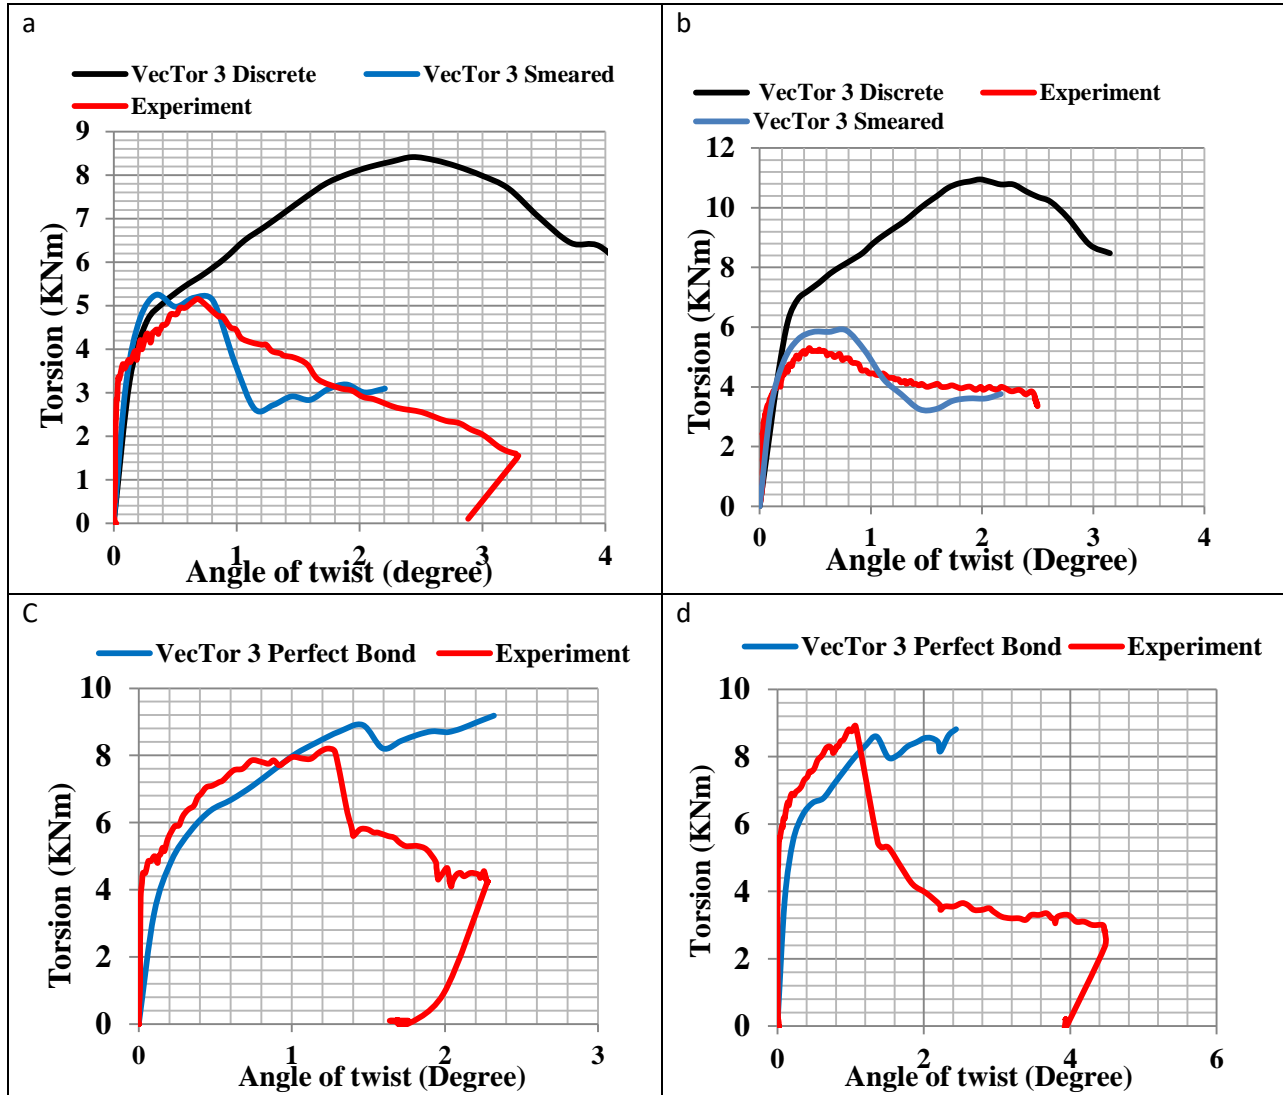 a
VecTor 3 Discrete VecTor 3 Smeared
Experiment
9
8
7
6
5
4
3
2
1
0
Torsion (KNm)
0 1 2 3 4
Angle of twist (degree)
b
VecTor 3 Discrete Experiment
VecTor 3 Smeared
12
10
8
6
4
2
0
Torsion (KNm)
0 1 2 3 4
Angle of twist (Degree)
C
VecTor 3 Perfect Bond Experiment
10
8
6
4
2
0
Torsion (KNm)
0 1 2 3
Angle of twist (Degree)
d
VecTor 3 Perfect Bond Experiment
10
8
6
4
2
0
Torsion (KNm)
0 2 4 6
Angle of twist (Degree)